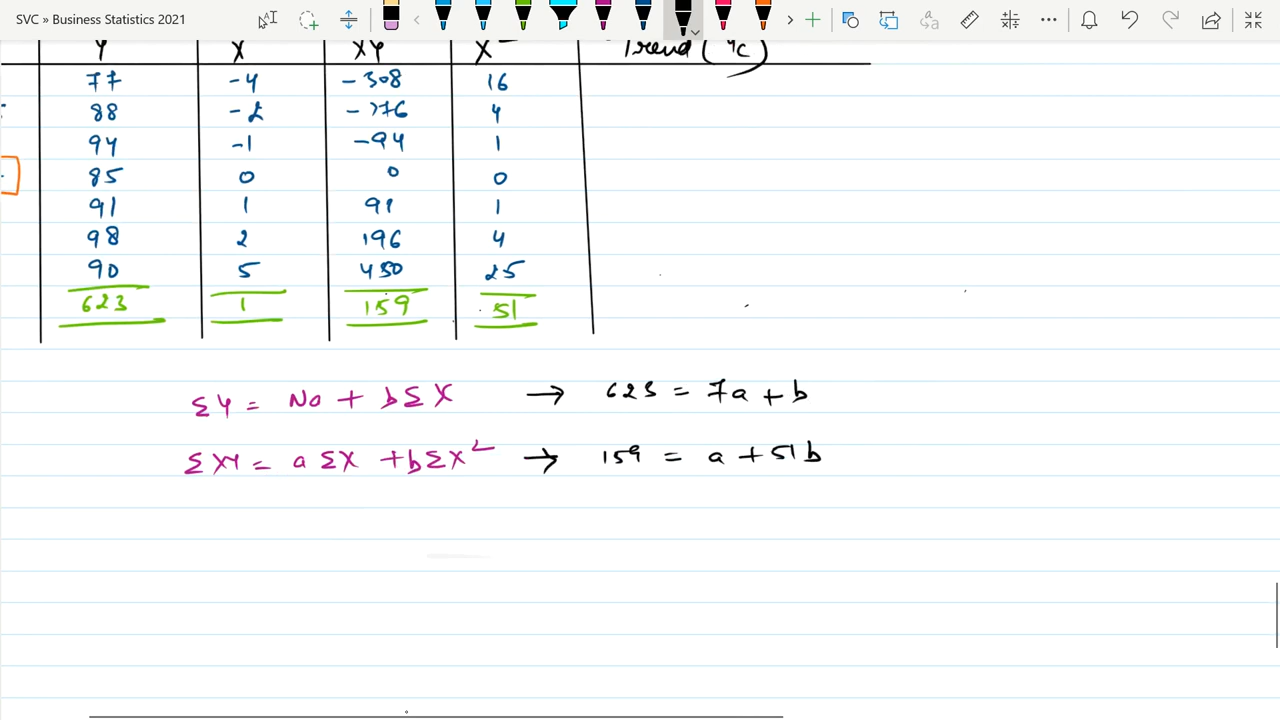 SVC » Business Statistics 2021
Y X XY X² Trend (Yc)
77 -4 -308 16
88 -2 -176 4
94 -1 -94 1
85 0 0 0
91 1 91 1
98 2 196 4
90 5 450 25
623 1 159 51
ΣY = Na + bΣX → 623 = 7a + b
ΣXY = aΣX + bΣX² → 159 = a + 51b